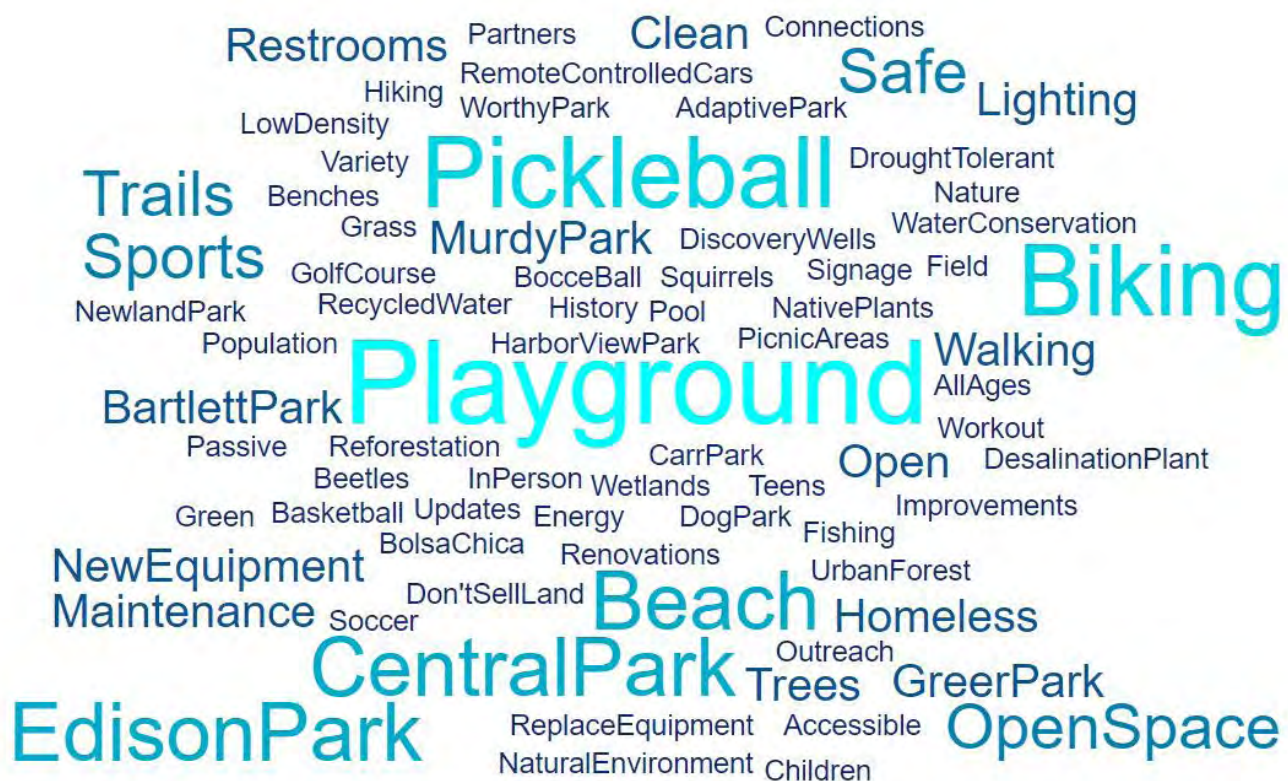 Restrooms Partners Clean Connections
RemoteControlledCars Safe
Hiking WorthyPark AdaptivePark Lighting
LowDensity
Variety Pickleball DroughtTolerant
Trails Benches Nature
Grass MurdyPark DiscoveryWells WaterConservation
Sports GolfCourse BocceBall Squirrels Signage Field Biking
NewlandPark RecycledWater History Pool NativePlants
Population HarborViewPark PicnicAreas Walking
Playground AllAges
BartlettPark Workout
Passive Reforestation CarrPark Open DesalinationPlant
Beetles InPerson Wetlands Teens
Green Basketball Updates Energy DogPark Improvements
BolsaChica Fishing
NewEquipment Renovations UrbanForest
Maintenance Soccer Don'tSellLand Beach Homeless
CentralPark Outreach
Trees GreerPark
EdisonPark ReplaceEquipment Accessible OpenSpace
NaturalEnvironment Children